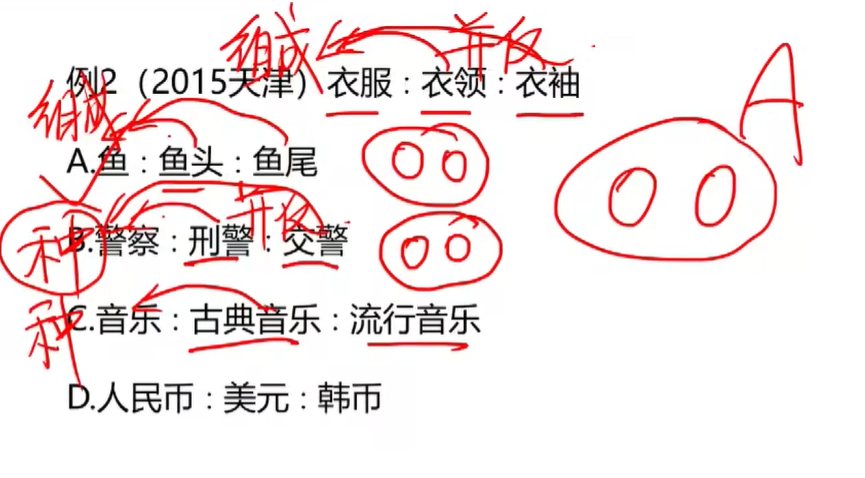 组成 并列
例2（2015天津）衣服：衣领：衣袖
组成
A.鱼：鱼头：鱼尾
A
种 并列
B.警察：刑警：交警
种
C.音乐：古典音乐：流行音乐
D.人民币：美元：韩币